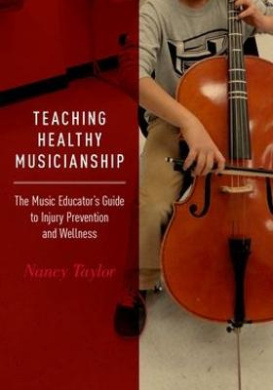 TEACHING
HEALTHY
MUSICIANSHIP
The Music Educator's Guide
to Injury Prevention
and Wellness
Nancy Taylor